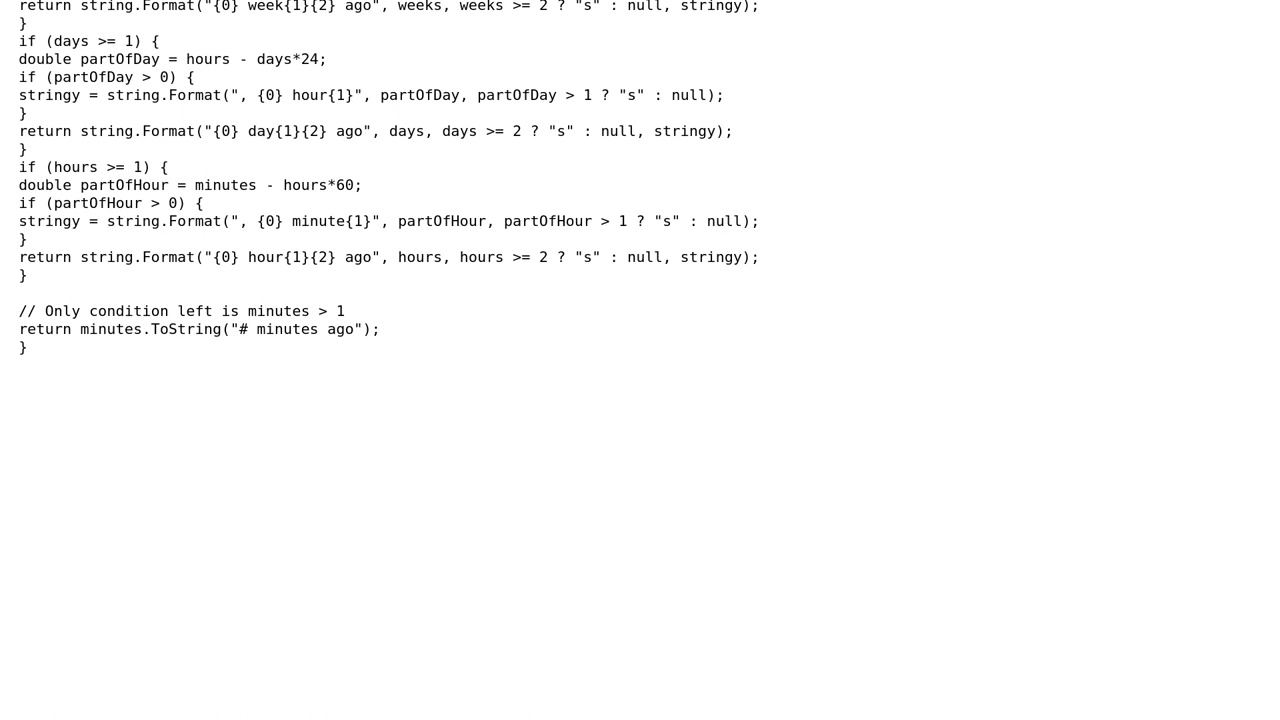 return string.Format("{0} week{1}{2} ago", weeks, weeks >= 2 ? "s" : null, stringy);
}
if (days >= 1) {
double partOfDay = hours - days*24;
if (partOfDay > 0) {
stringy = string.Format(", {0} hour{1}", partOfDay, partOfDay > 1 ? "s" : null);
}
return string.Format("{0} day{1}{2} ago", days, days >= 2 ? "s" : null, stringy);
}
if (hours >= 1) {
double partOfHour = minutes - hours*60;
if (partOfHour > 0) {
stringy = string.Format(", {0} minute{1}", partOfHour, partOfHour > 1 ? "s" : null);
}
return string.Format("{0} hour{1}{2} ago", hours, hours >= 2 ? "s" : null, stringy);
}

// Only condition left is minutes > 1
return minutes.ToString("# minutes ago");
}